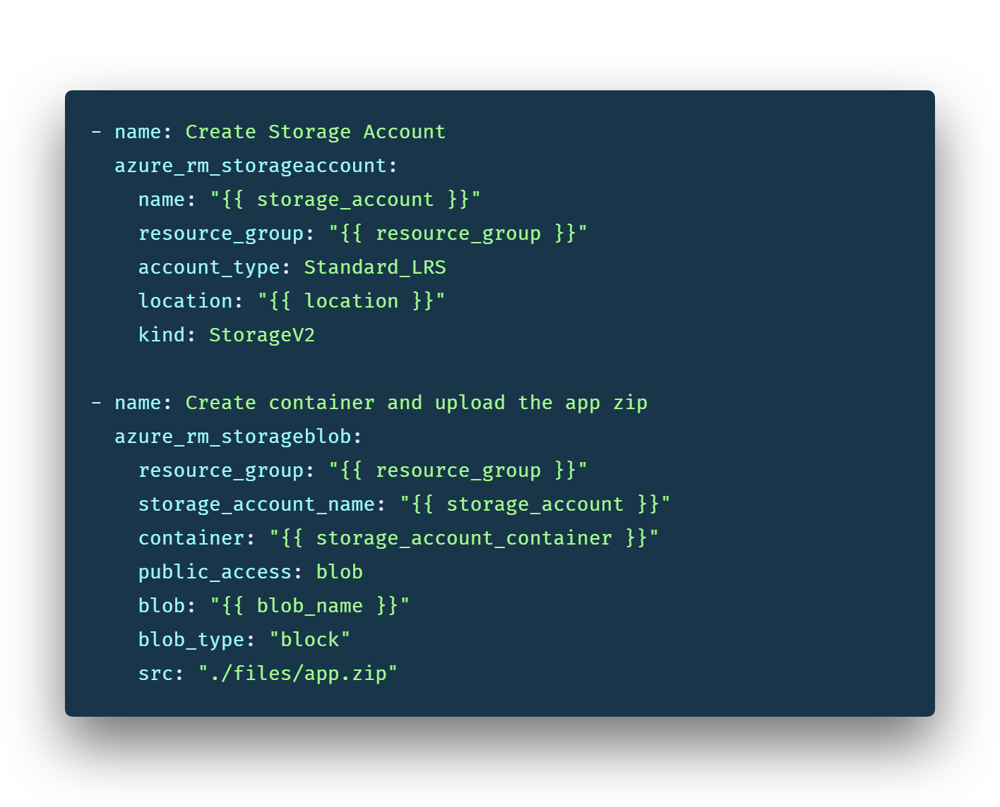 - name: Create Storage Account
  azure_rm_storageaccount:
    name: "{{ storage_account }}"
    resource_group: "{{ resource_group }}"
    account_type: Standard_LRS
    location: "{{ location }}"
    kind: StorageV2

- name: Create container and upload the app zip
  azure_rm_storageblob:
    resource_group: "{{ resource_group }}"
    storage_account_name: "{{ storage_account }}"
    container: "{{ storage_account_container }}"
    public_access: blob
    blob: "{{ blob_name }}"
    blob_type: "block"
    src: "./files/app.zip"